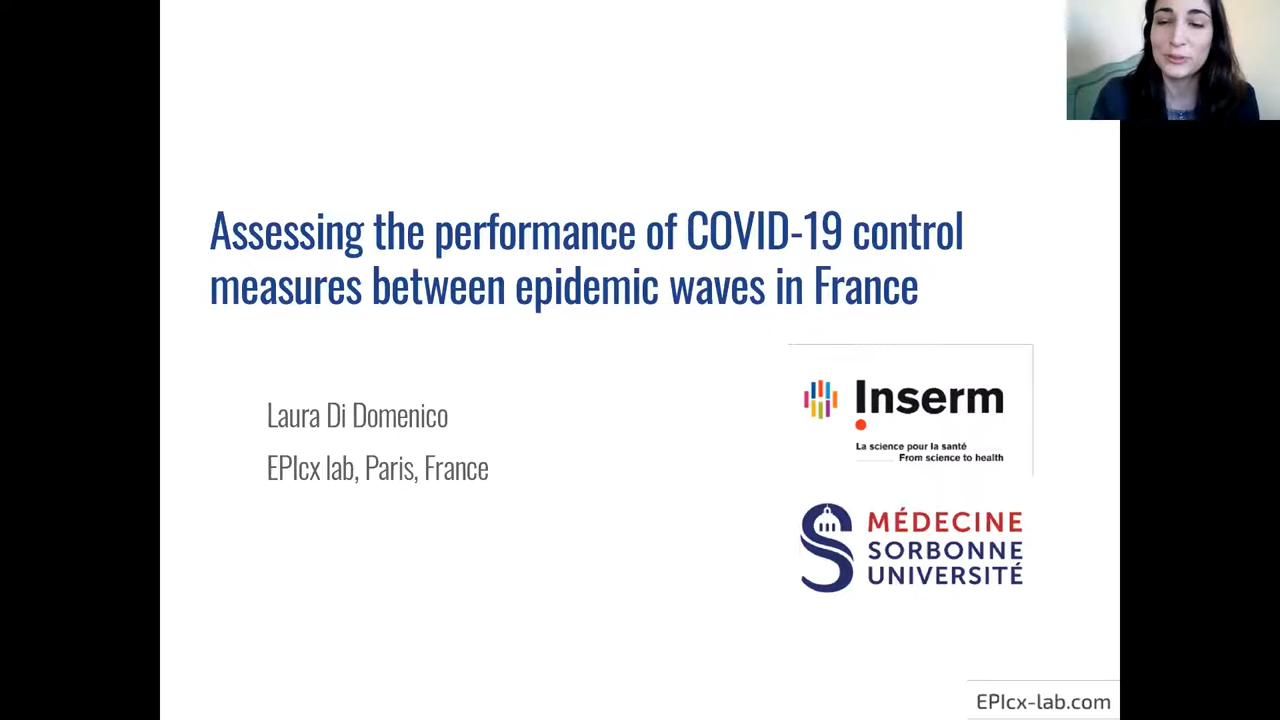 Assessing the performance of COVID-19 control
measures between epidemic waves in France
Laura Di Domenico
EPIcx lab, Paris, France
Inserm
La science pour la santé
From science to health
MÉDECINE
SORBONNE
UNIVERSITÉ
EPIcx-lab.com